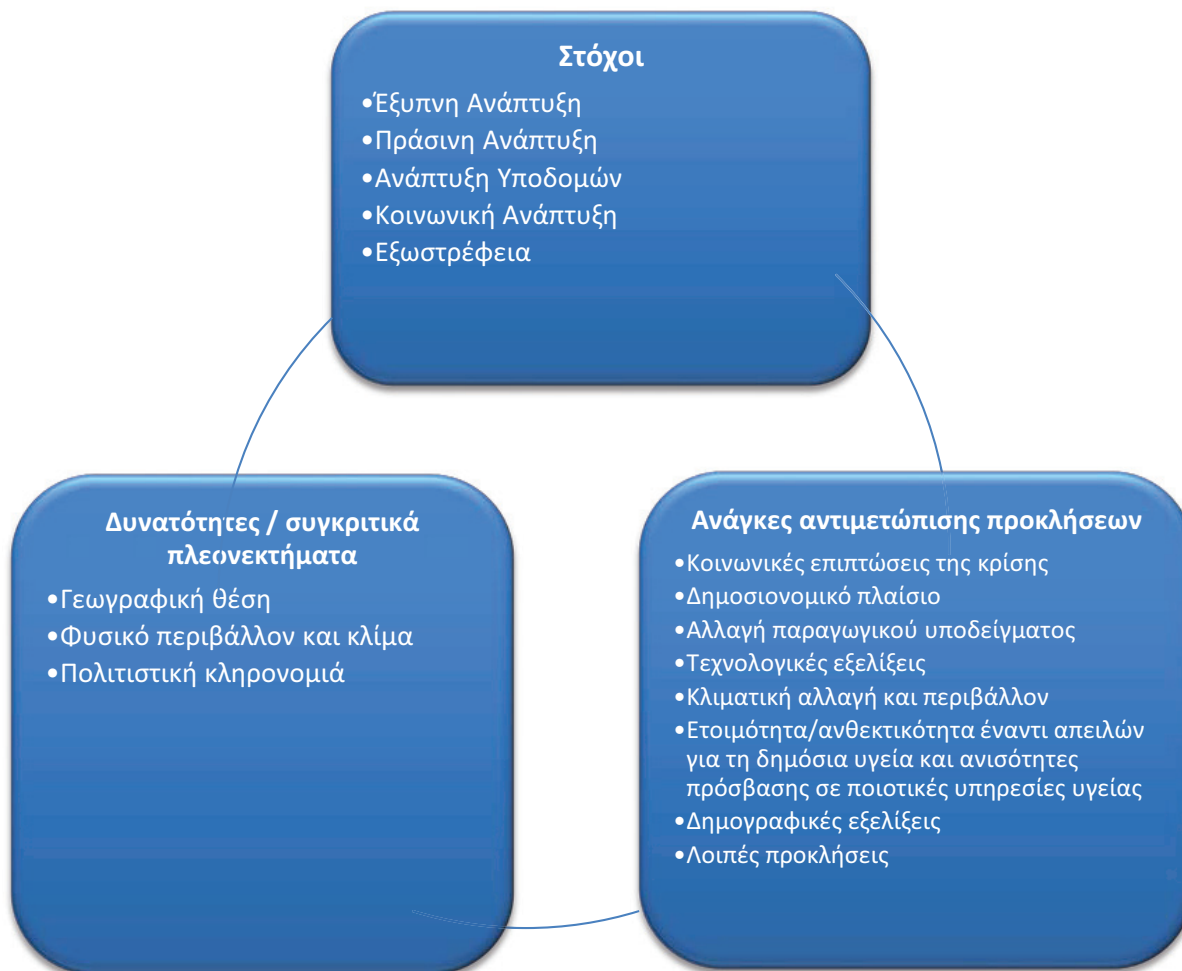 Στόχοι
•Έξυπνη Ανάπτυξη
•Πράσινη Ανάπτυξη
•Ανάπτυξη Υποδομών
•Κοινωνική Ανάπτυξη
•Εξωστρέφεια
Δυνατότητες / συγκριτικά
πλεονεκτήματα
•Γεωγραφική θέση
•Φυσικό περιβάλλον και κλίμα
•Πολιτιστική κληρονομιά
Ανάγκες αντιμετώπισης προκλήσεων
•Κοινωνικές επιπτώσεις της κρίσης
•Δημοσιονομικό πλαίσιο
•Αλλαγή παραγωγικού υποδείγματος
•Τεχνολογικές εξελίξεις
•Κλιματική αλλαγή και περιβάλλον
•Ετοιμότητα/ανθεκτικότητα έναντι απειλών
για τη δημόσια υγεία και ανισότητες
πρόσβασης σε ποιοτικές υπηρεσίες υγείας
•Δημογραφικές εξελίξεις
•Λοιπές προκλήσεις